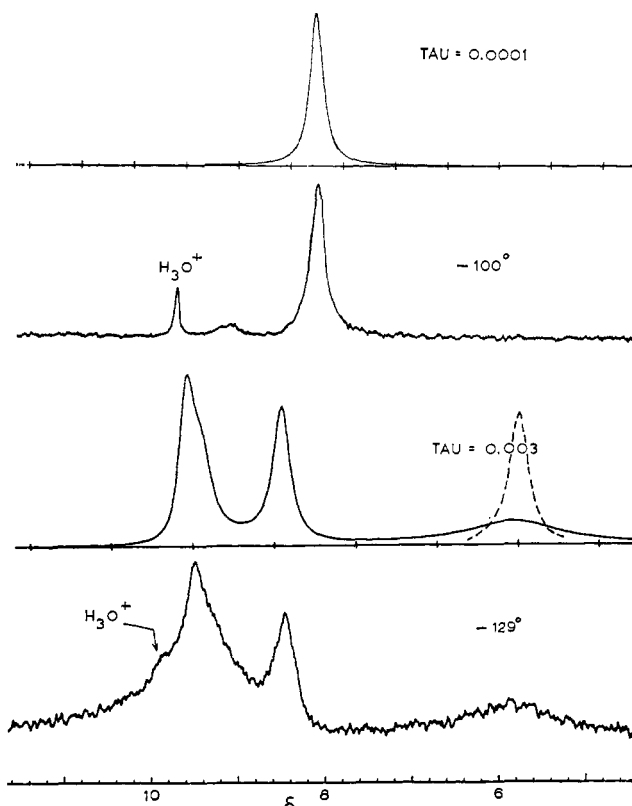 TAU = 0.0001
H₃O⁺
-100°
TAU = 0.003
H₃O⁺
-129°
10 8 6
δ